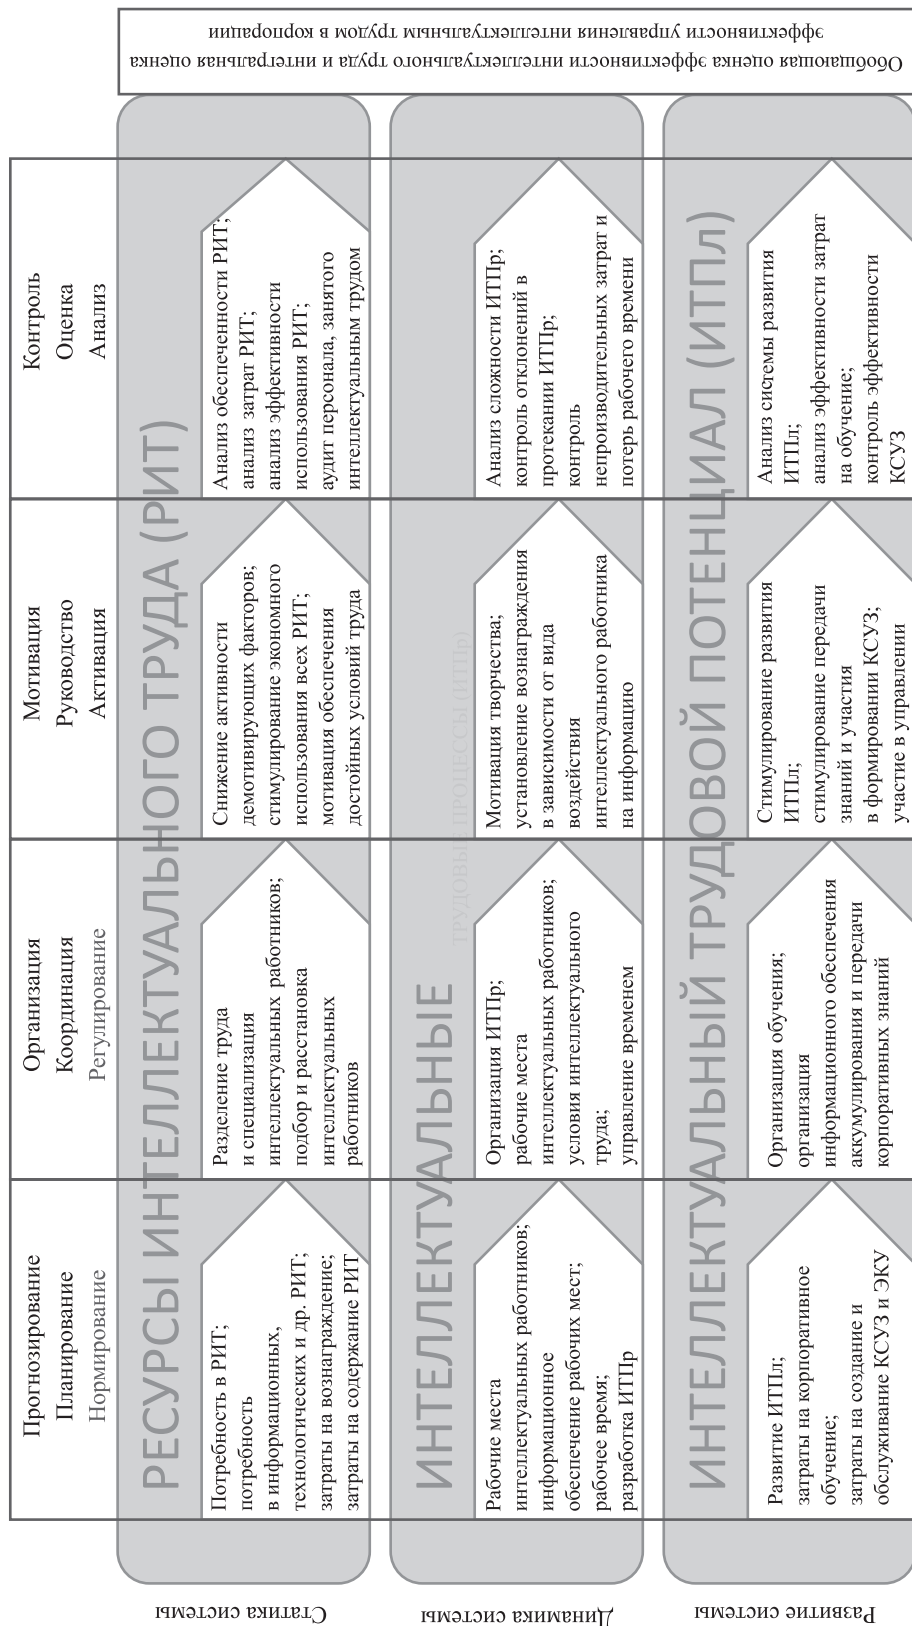 Прогнозирование
Планирование
Нормирование
Организация
Координация
Регулирование
Мотивация
Руководство
Активация
Контроль
Оценка
Анализ
Статика системы
РЕСУРСЫ ИНТЕЛЛЕКТУАЛЬНОГО ТРУДА (РИТ)
Потребность в РИТ;
потребность
в информационных,
технологических и др. РИТ;
затраты на вознаграждение;
затраты на содержание РИТ
Разделение труда
и специализация
интеллектуальных работников;
подбор и расстановка
интеллектуальных
работников
Снижение активности
демотивирующих факторов;
стимулирование экономного
использования всех РИТ;
мотивация обеспечения
достойных условий труда
Анализ обеспеченности РИТ;
анализ затрат РИТ;
анализ эффективности
использования РИТ;
аудит персонала, занятого
интеллектуальным трудом
Динамика системы
ИНТЕЛЛЕКТУАЛЬНЫЕ
ТРУДОВЫЕ ПРОЦЕССЫ (ИТПр)
Рабочие места
интеллектуальных работников;
информационное
обеспечение рабочих мест;
рабочее время;
разработка ИТПр
Организация ИТПр;
рабочие места
интеллектуальных работников;
условия интеллектуального
труда;
управление временем
Мотивация творчества;
установление вознаграждения
в зависимости от вида
воздействия
интеллектуального работника
на информацию
Анализ сложности ИТПр;
контроль отклонений в
протекании ИТПр;
контроль
непроизводительных затрат и
потерь рабочего времени
Развитие системы
ИНТЕЛЛЕКТУАЛЬНЫЙ ТРУДОВОЙ ПОТЕНЦИАЛ (ИТПл)
Развитие ИТПл;
затраты на корпоративное
обучение;
затраты на создание и
обслуживание КСУЗ и ЭКУ
Организация обучения;
организация
информационного обеспечения
аккумулирования и передачи
корпоративных знаний
Стимулирование развития
ИТПл;
стимулирование передачи
знаний и участия
в формировании КСУЗ;
участие в управлении
Анализ системы развития
ИТПл;
анализ эффективности затрат
на обучение;
контроль эффективности
КСУЗ
Обобщающая оценка эффективности интеллектуального труда и интегральная оценка
эффективности управления интеллектуальным трудом в корпорации